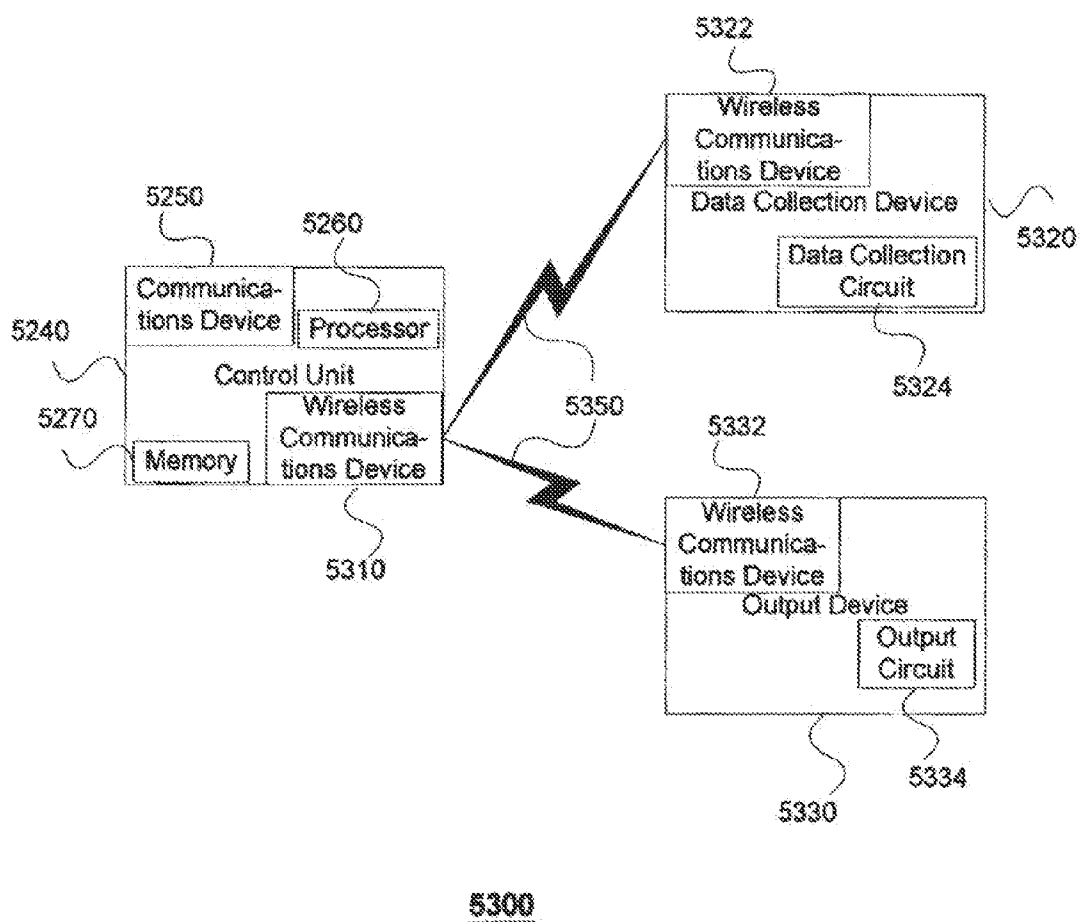 5322
Wireless
Communica-
tions Device
Data Collection Device
5320
Data Collection
Circuit
5324
5250
5260
Communica-
tions Device
Processor
5240
Control Unit
5270
Wireless
Communica-
tions Device
Memory
5310
5350
5332
Wireless
Communica-
tions Device
Output Device
Output
Circuit
5334
5330
5300